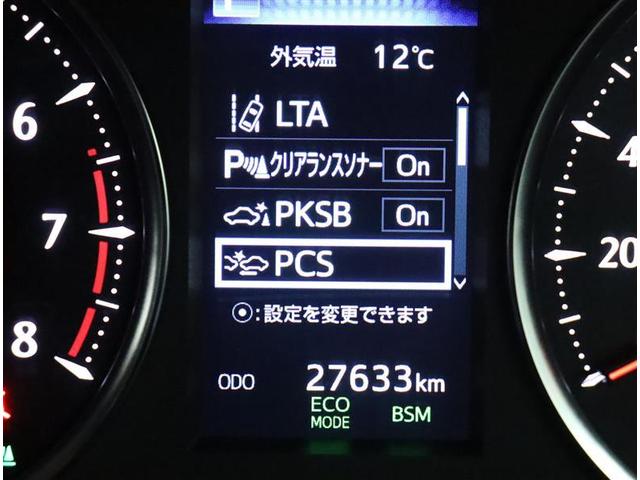 外気温 12℃
LTA
クリアランスソナー On
PKSB On
PCS
⦿:設定を変更できます
ODO 27633km
ECO MODE
BSM
6
7
8
4
20